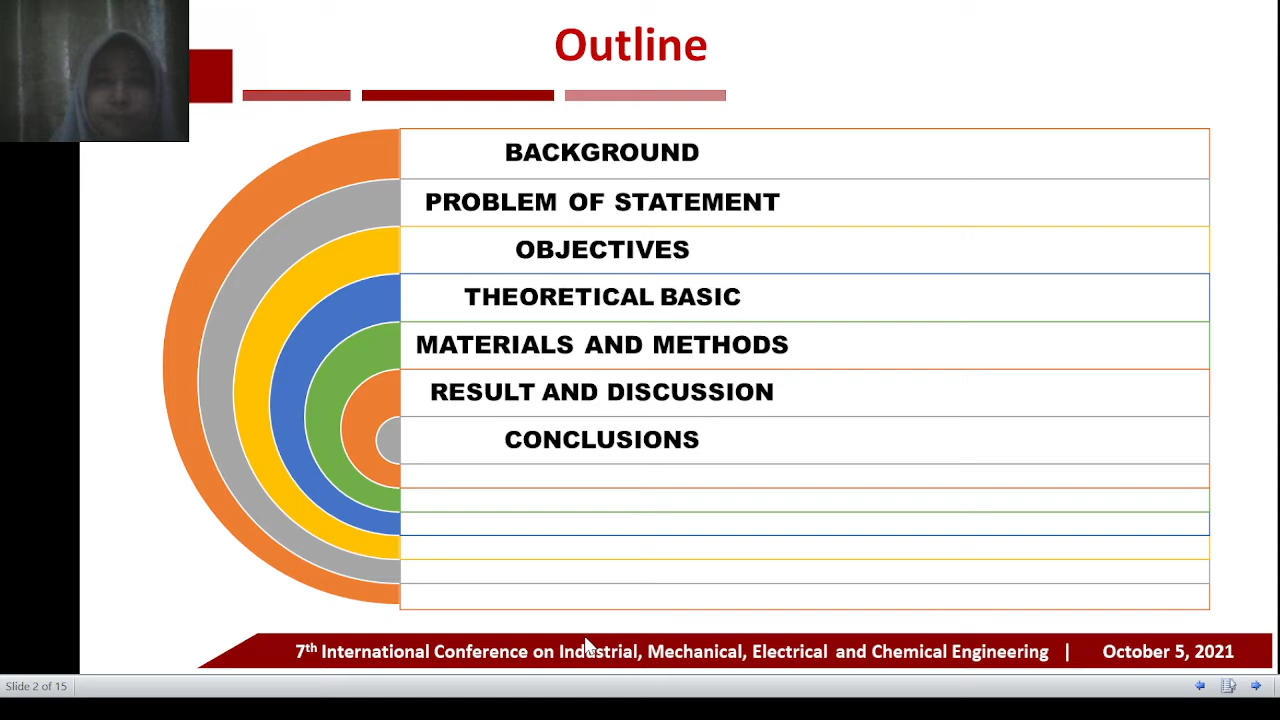 Outline
BACKGROUND
PROBLEM OF STATEMENT
OBJECTIVES
THEORETICAL BASIC
MATERIALS AND METHODS
RESULT AND DISCUSSION
CONCLUSIONS
7th International Conference on Industrial, Mechanical, Electrical and Chemical Engineering | October 5, 2021
Slide 2 of 15